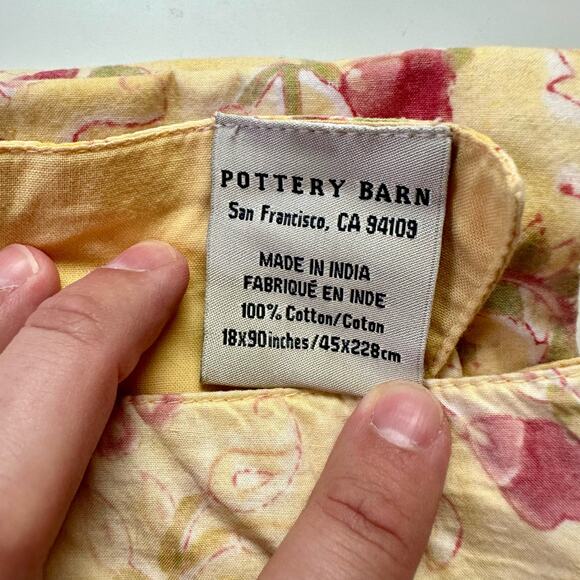 POTTERY BARN
San Francisco, CA 94109
MADE IN INDIA
FABRIQUÉ EN INDE
100% Cotton/Coton
18x90inches/45x228cm